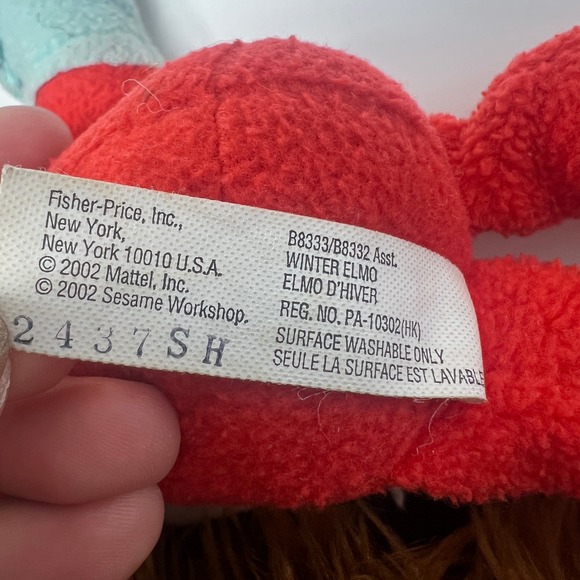 Fisher-Price, Inc.,
New York,
New York 10010 U.S.A.
© 2002 Mattel, Inc.
© 2002 Sesame Workshop.
2437SH
B8333/B8332 Asst.
WINTER ELMO
ELMO D'HIVER
REG. NO. PA-10302(HK)
SURFACE WASHABLE ONLY
SEULE LA SURFACE EST LAVABLE